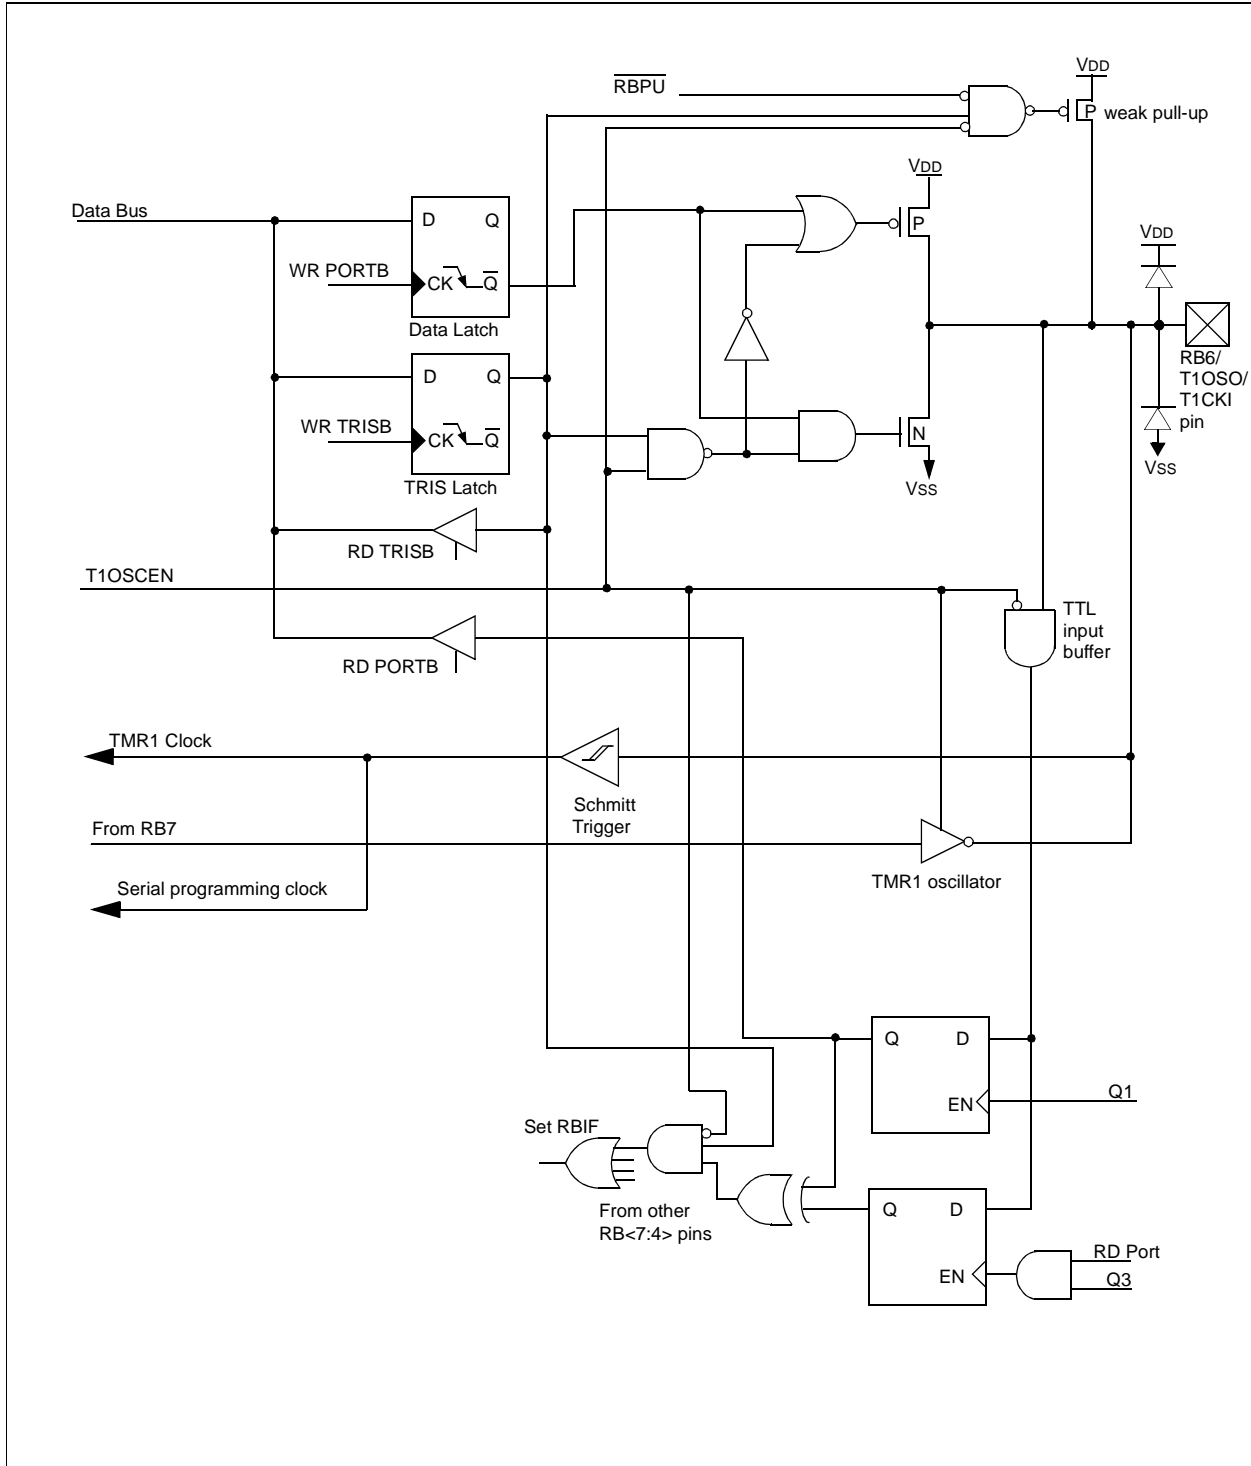 VDD
RBPU
P weak pull-up
VDD
Data Bus
D Q
P
VDD
WR PORTB
CK Q
Data Latch
RB6/
T1OSO/
T1CKI
pin
D Q
WR TRISB
CK Q
N
TRIS Latch
VSS
VSS
RD TRISB
T1OSCEN
TTL
input
buffer
RD PORTB
TMR1 Clock
Schmitt
Trigger
From RB7
TMR1 oscillator
Serial programming clock
Q D
EN
Q1
Set RBIF
From other
RB<7:4> pins
Q D
EN
RD Port
Q3